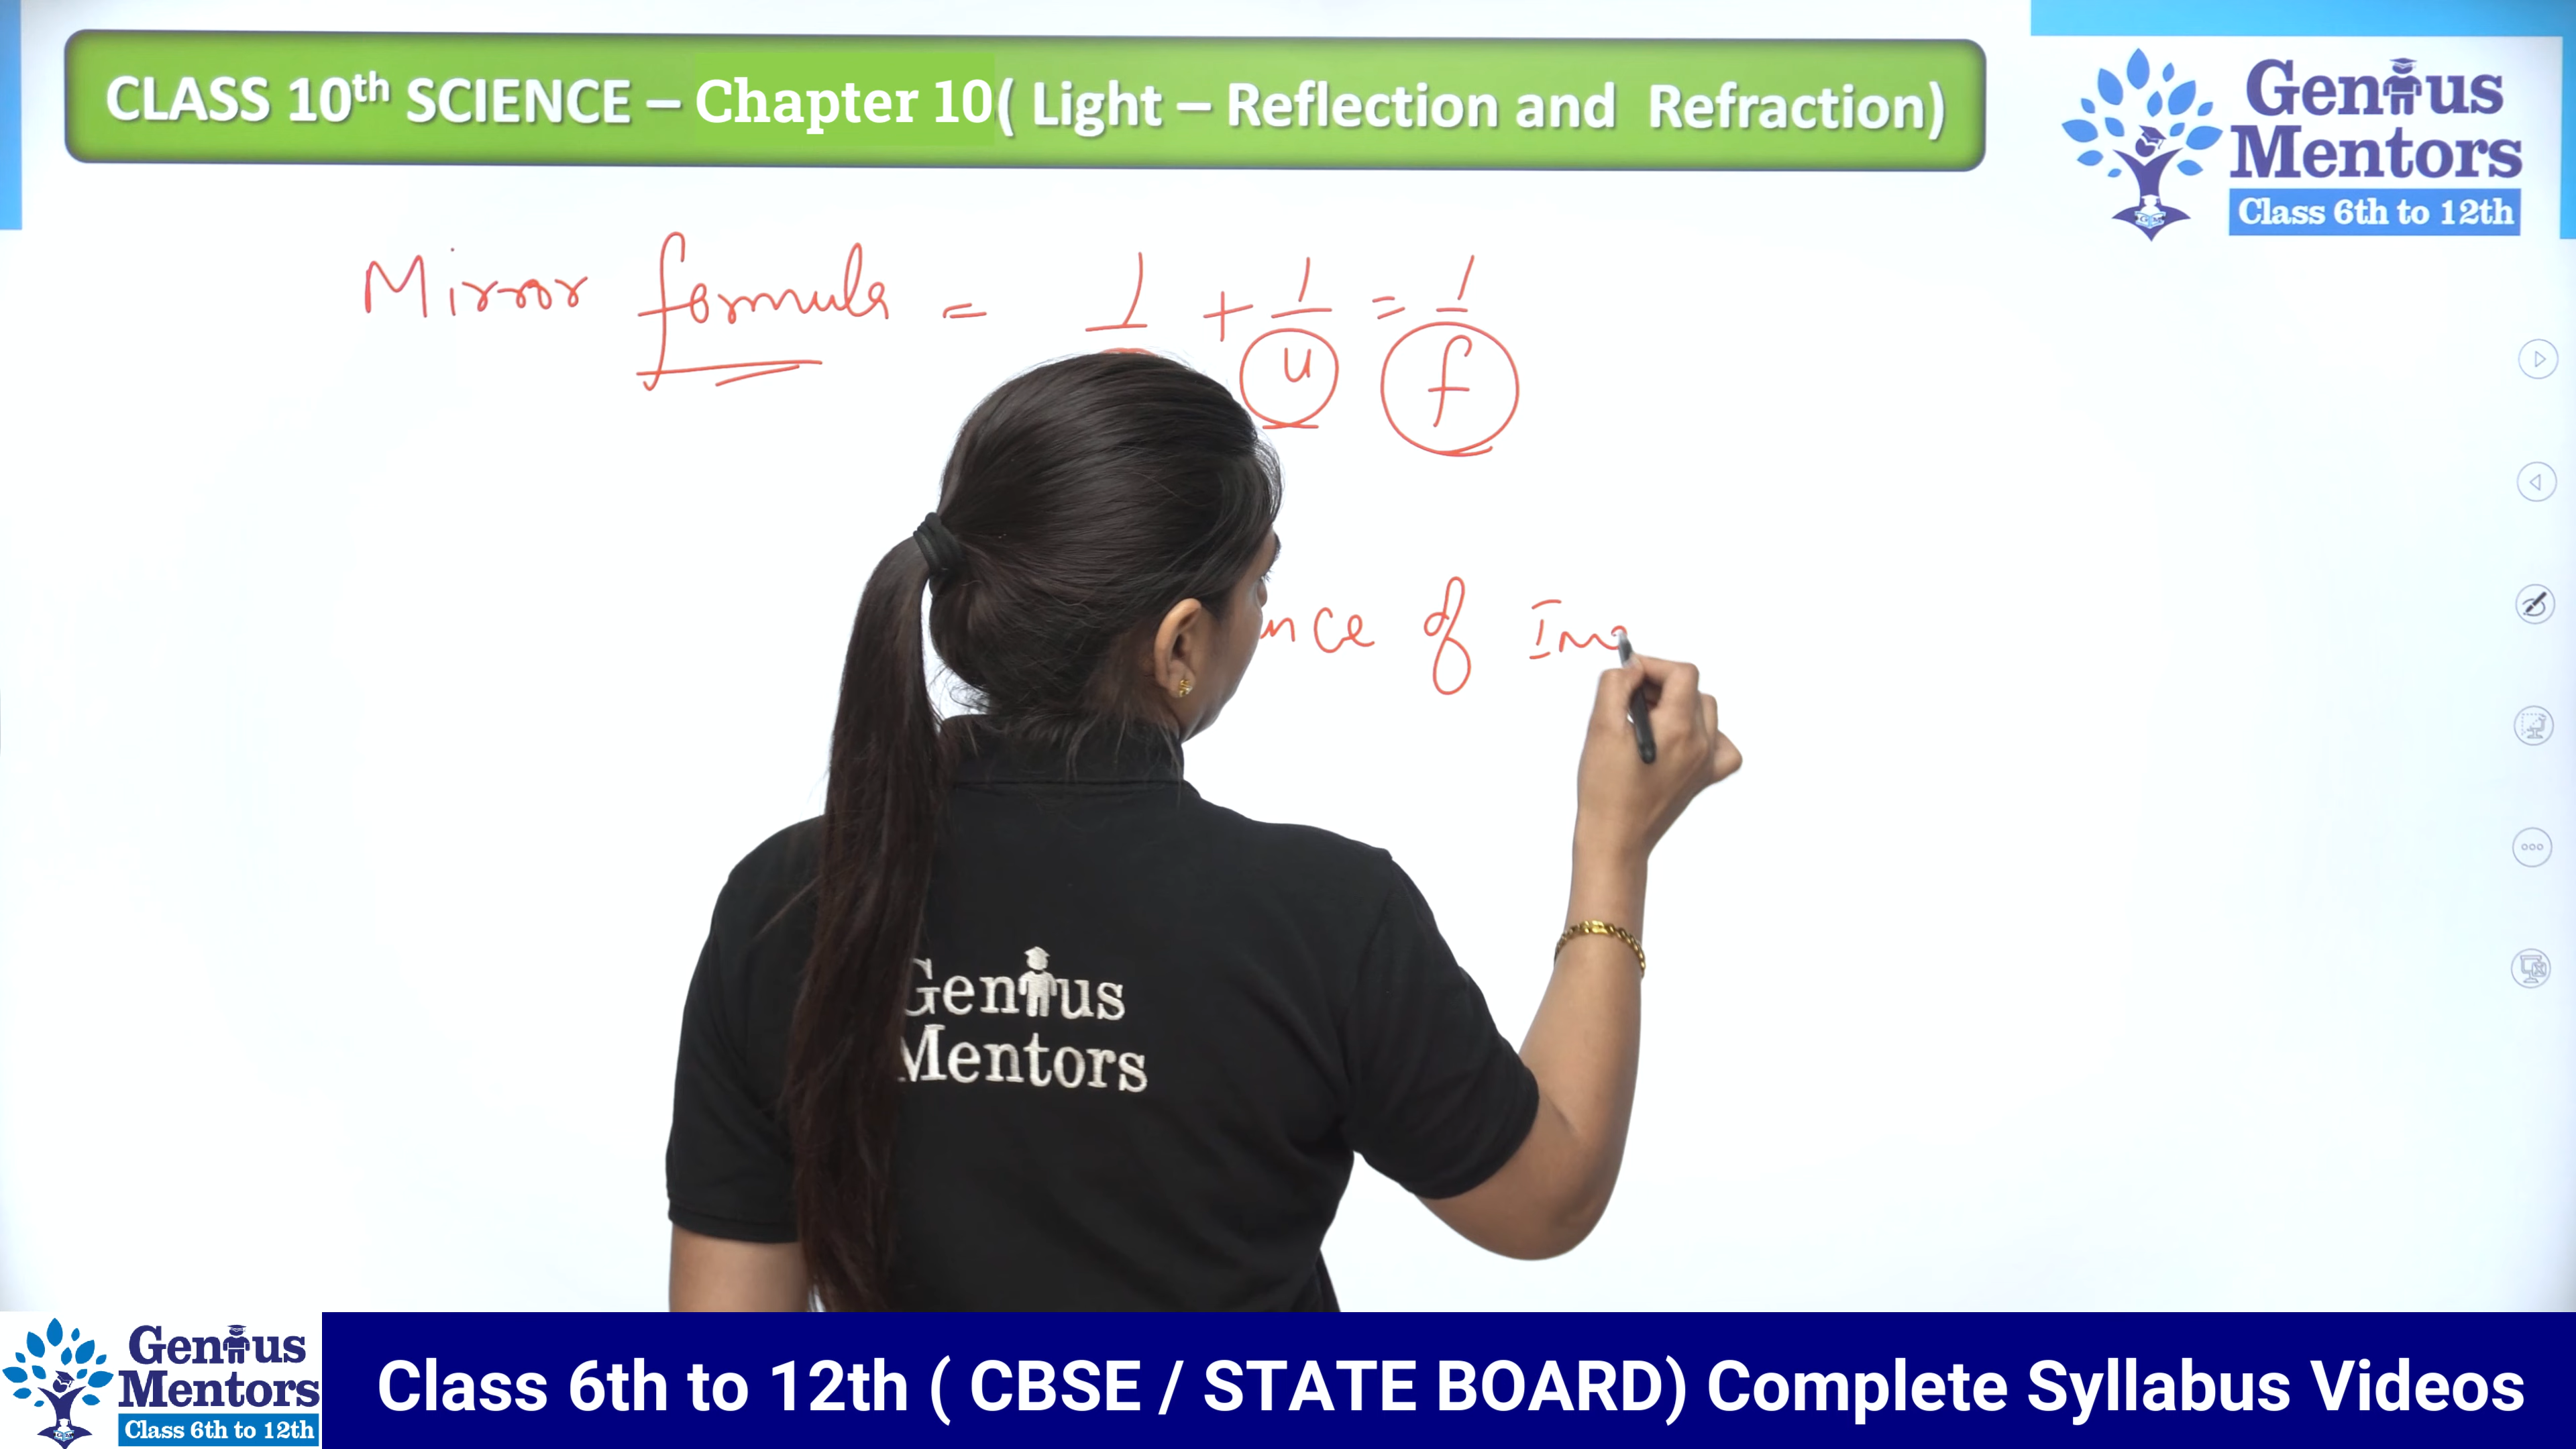 CLASS 10th SCIENCE – Chapter 10 ( Light – Reflection and Refraction)
Genius
Mentors
Class 6th to 12th
Mirror formula = 1 + 1/u = 1/f
of
Genius
Mentors
Genius
Mentors
Class 6th to 12th
Class 6th to 12th ( CBSE / STATE BOARD) Complete Syllabus Videos